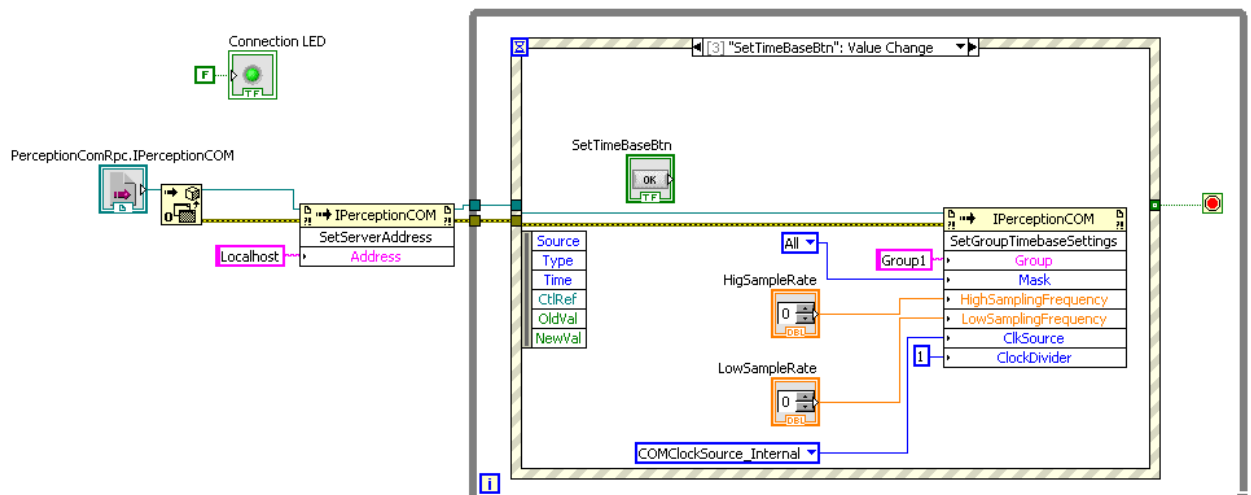 Connection LED
F
TF
PerceptionComRpc.IPerceptionCOM
IPerceptionCOM
SetServerAddress
Localhost
Address
[3] "SetTimeBaseBtn": Value Change
SetTimeBaseBtn
OK
TF
Source
Type
Time
CtlRef
OldVal
NewVal
All
HigSampleRate
0
DBL
LowSampleRate
0
DBL
COMClockSource_Internal
IPerceptionCOM
SetGroupTimebaseSettings
Group1
Group
Mask
HighSamplingFrequency
LowSamplingFrequency
ClkSource
1
ClockDivider
i